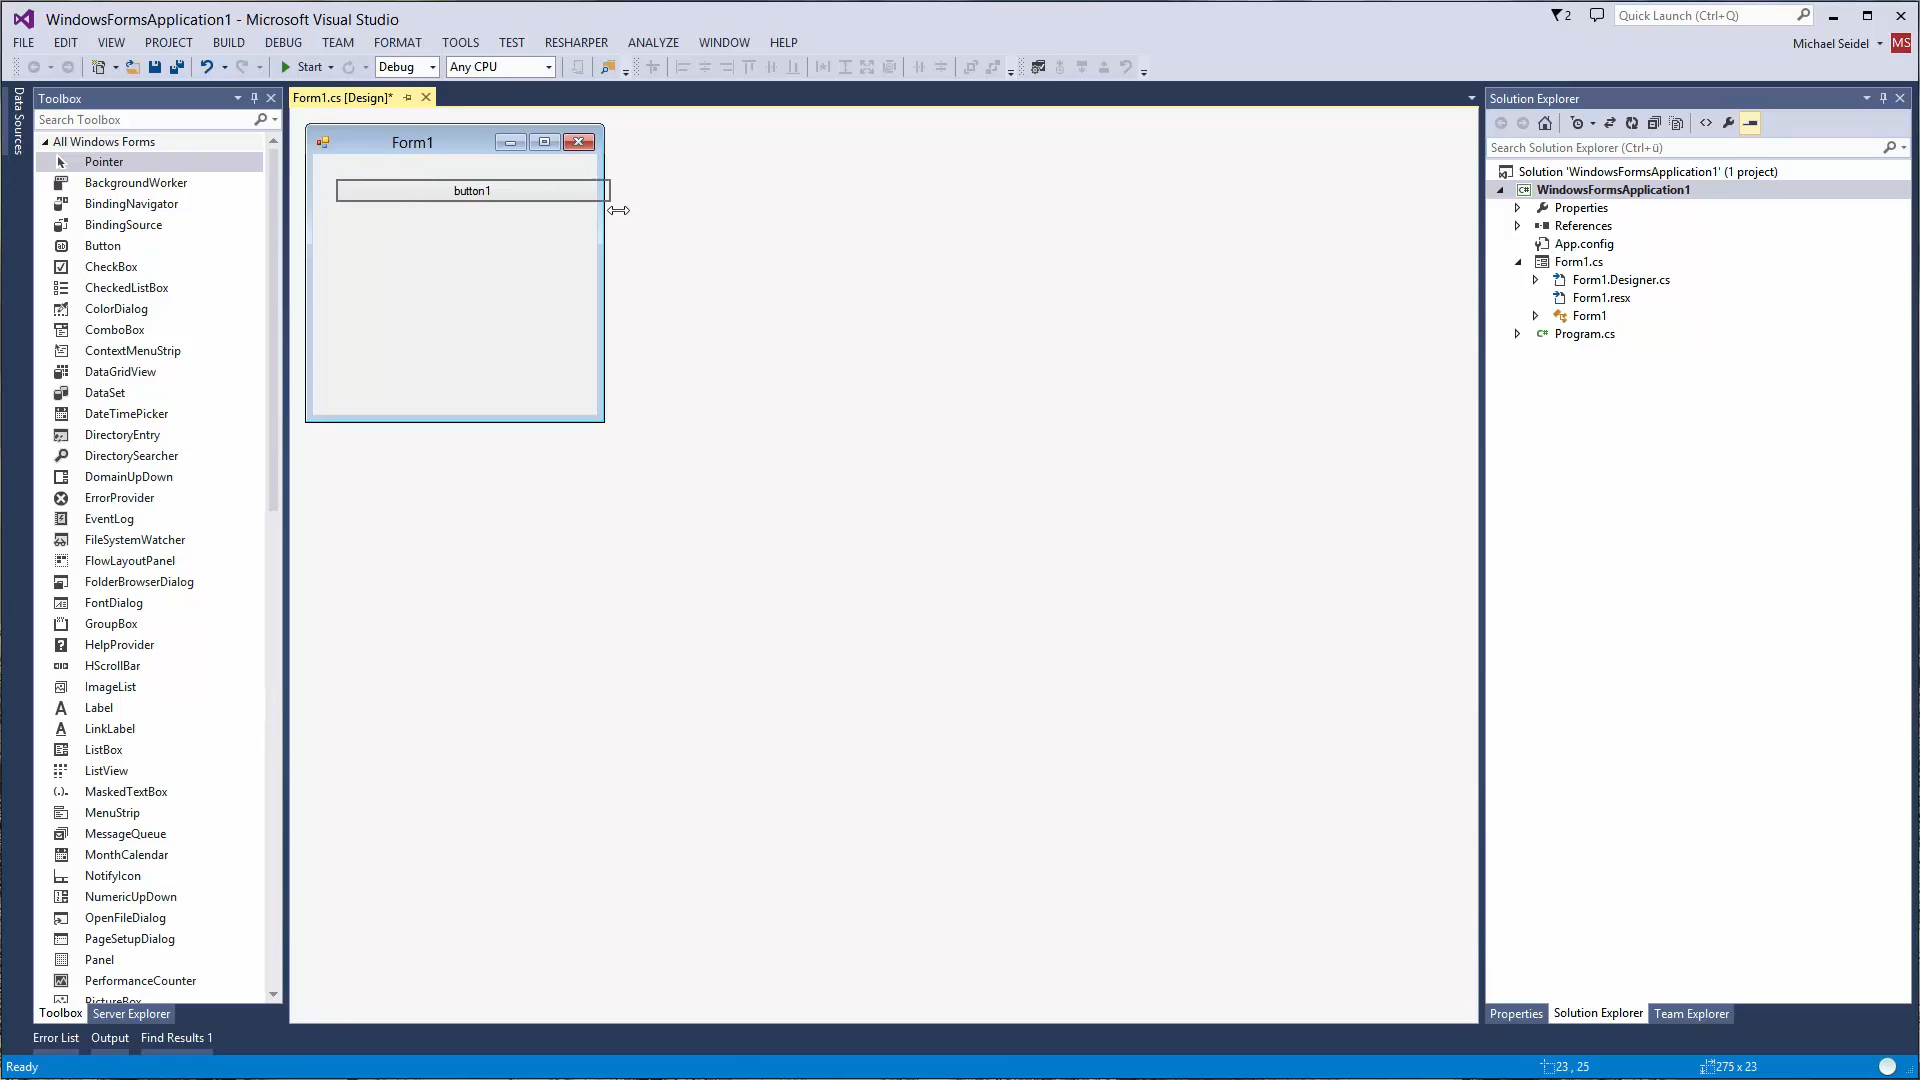 WindowsFormsApplication1 - Microsoft Visual Studio
2
Quick Launch (Ctrl+Q)
FILE EDIT VIEW PROJECT BUILD DEBUG TEAM FORMAT TOOLS TEST RESHARPER ANALYZE WINDOW HELP
Michael Seidel MS
Start Debug Any CPU
Data Sources
Toolbox
Search Toolbox
All Windows Forms
Pointer
BackgroundWorker
BindingNavigator
BindingSource
Button
CheckBox
CheckedListBox
ColorDialog
ComboBox
ContextMenuStrip
DataGridView
DataSet
DateTimePicker
DirectoryEntry
DirectorySearcher
DomainUpDown
ErrorProvider
EventLog
FileSystemWatcher
FlowLayoutPanel
FolderBrowserDialog
FontDialog
GroupBox
HelpProvider
HScrollBar
ImageList
Label
LinkLabel
ListBox
ListView
MaskedTextBox
MenuStrip
MessageQueue
MonthCalendar
NotifyIcon
NumericUpDown
OpenFileDialog
PageSetupDialog
Panel
PerformanceCounter
PictureBox
Toolbox Server Explorer
Form1.cs [Design]*
Form1
button1
Solution Explorer
Search Solution Explorer (Ctrl+ü)
Solution 'WindowsFormsApplication1' (1 project)
WindowsFormsApplication1
Properties
References
App.config
Form1.cs
Form1.Designer.cs
Form1.resx
Form1
Program.cs
Properties Solution Explorer Team Explorer
Error List Output Find Results 1
Ready
23 , 25
275 x 23